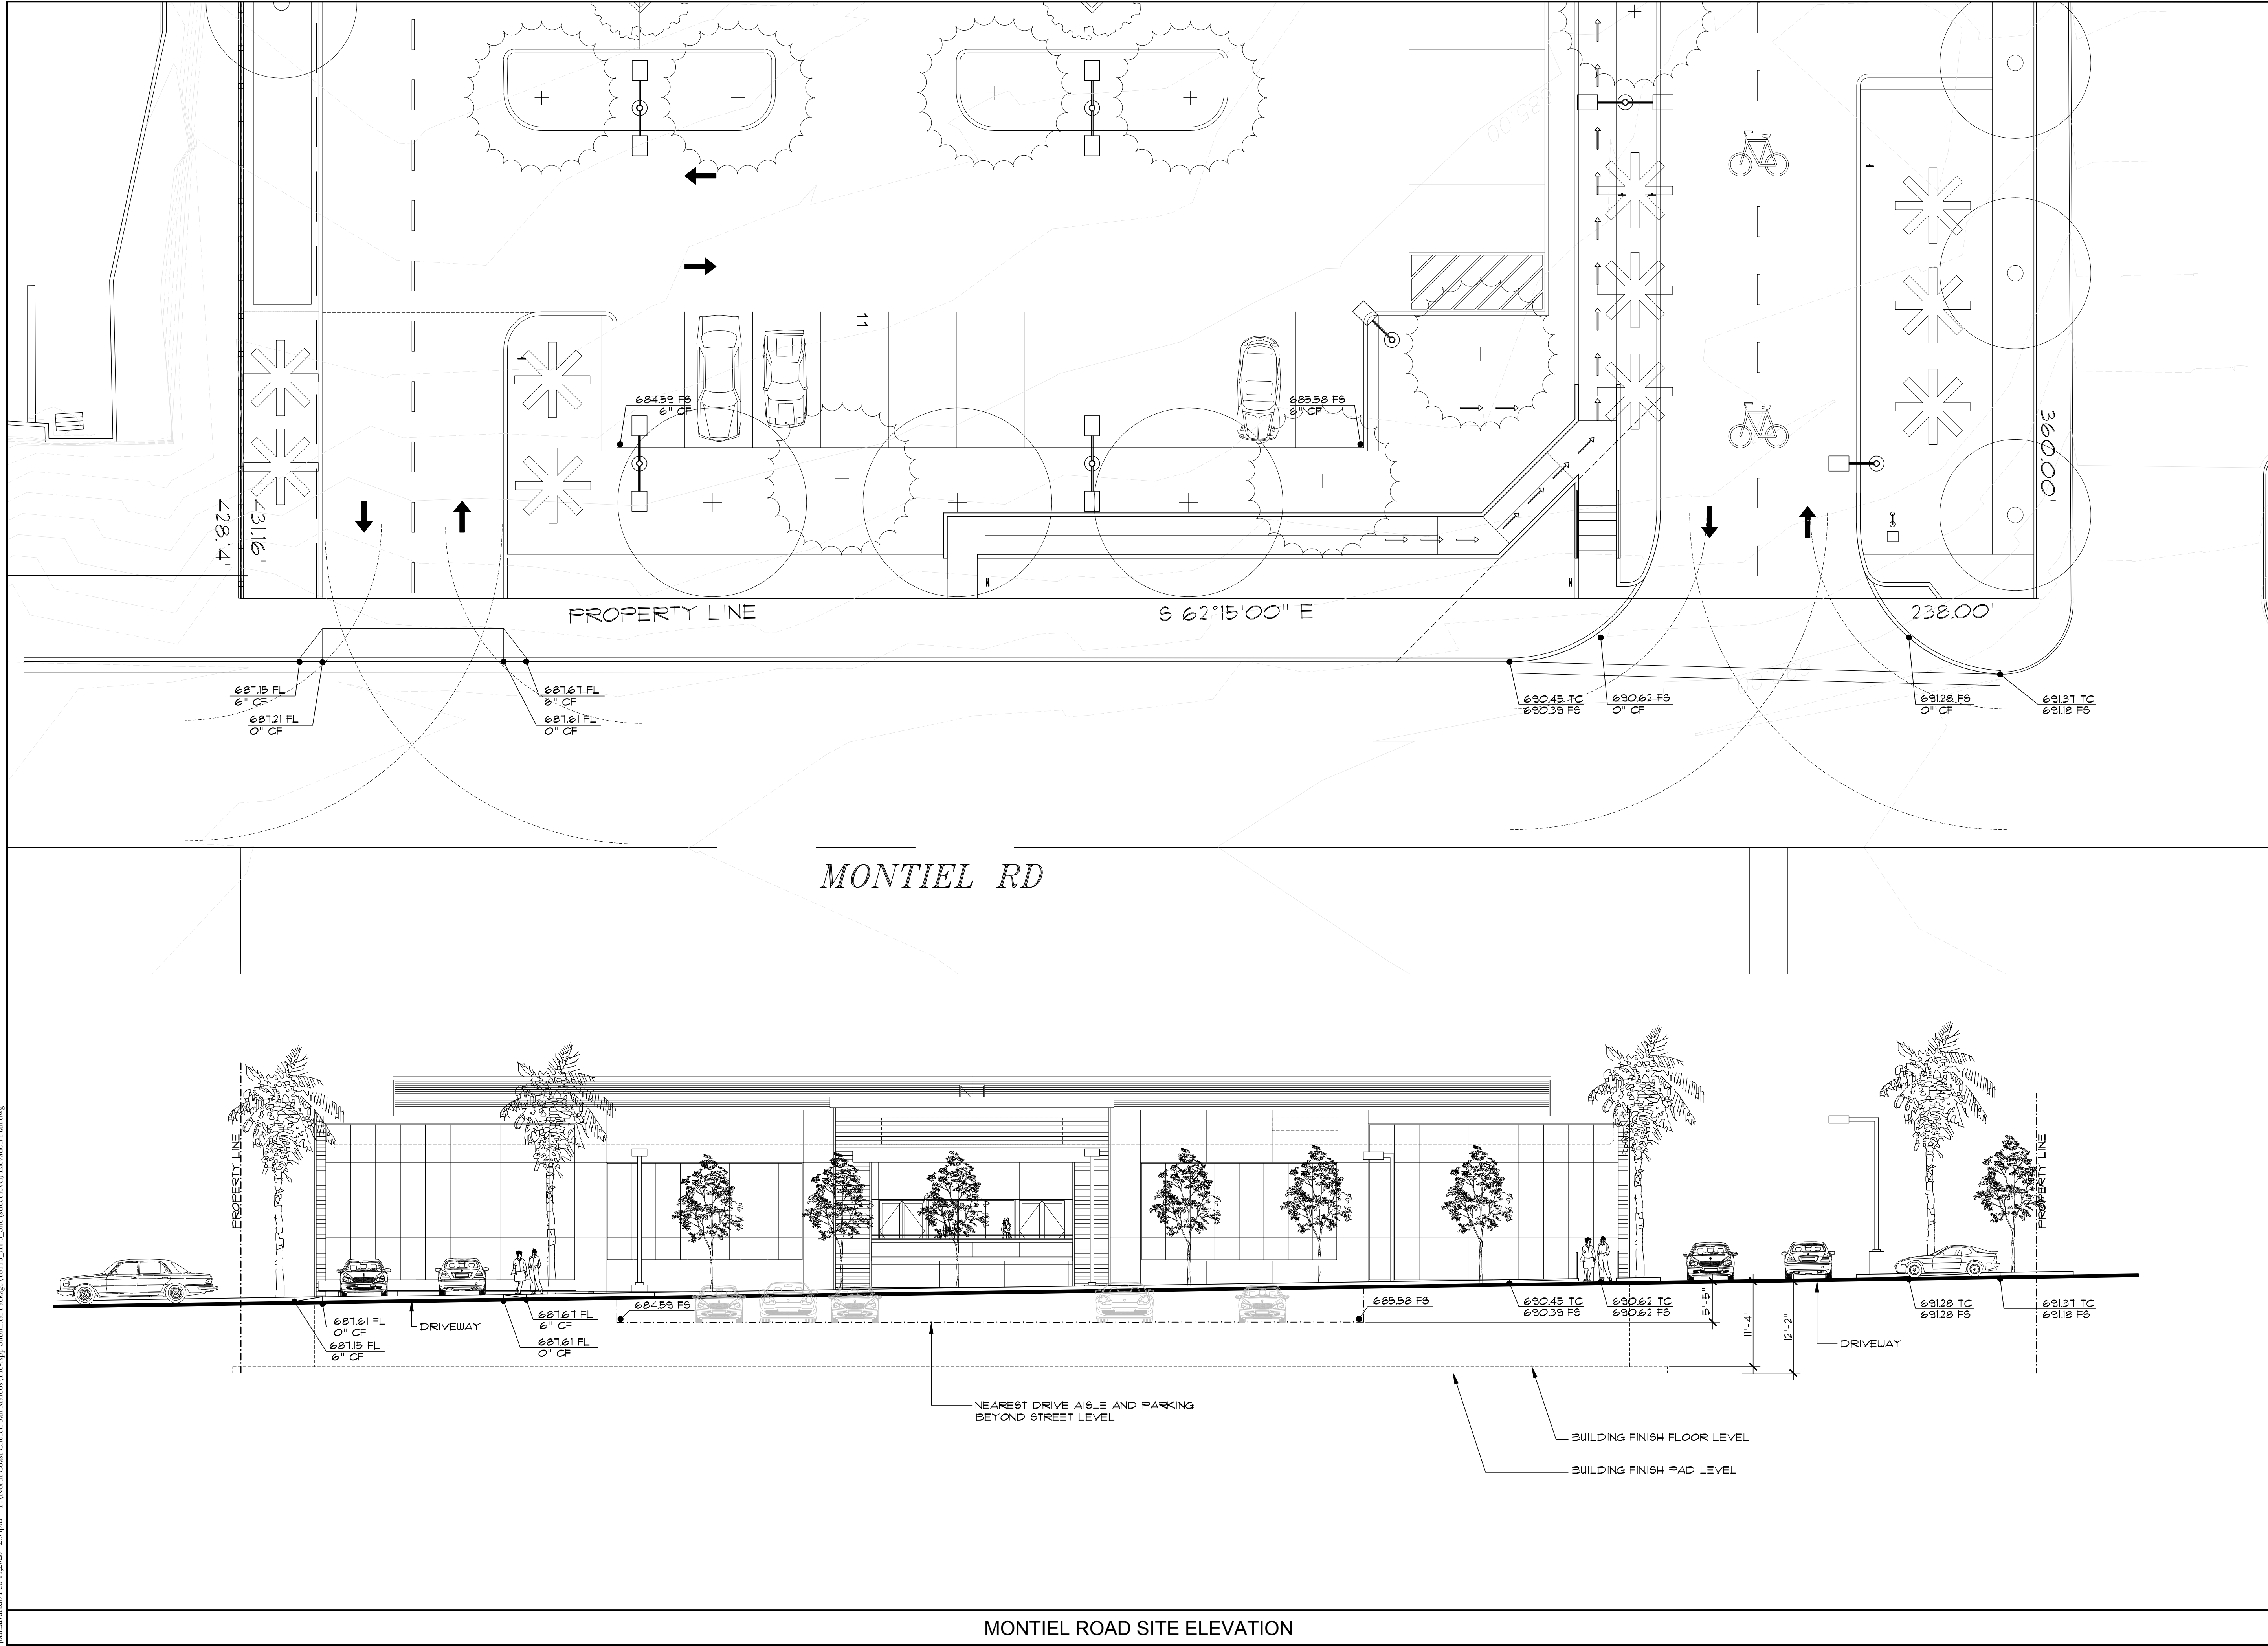 685.00
11
684.59 FS
6" CF
685.58 FS
6" CF
428.14'
431.16'
360.00'
PROPERTY LINE
S 62°15'00" E
238.00'
687.15 FL
6" CF
687.21 FL
0" CF
687.67 FL
6" CF
687.61 FL
0" CF
690.45 TC
690.39 FS
690.62 FS
0" CF
691.28 FS
0" CF
691.37 TC
691.18 FS
MONTIEL RD
PROPERTY LINE
PROPERTY LINE
687.61 FL
0" CF
687.15 FL
6" CF
DRIVEWAY
687.67 FL
6" CF
687.61 FL
0" CF
684.59 FS
685.58 FS
690.45 TC
690.39 FS
690.62 TC
690.62 FS
5'-5"
11'-4"
12'-2"
DRIVEWAY
691.28 TC
691.28 FS
691.37 TC
691.18 FS
NEAREST DRIVE AISLE AND PARKING
BEYOND STREET LEVEL
BUILDING FINISH FLOOR LEVEL
BUILDING FINISH PAD LEVEL
MONTIEL ROAD SITE ELEVATION